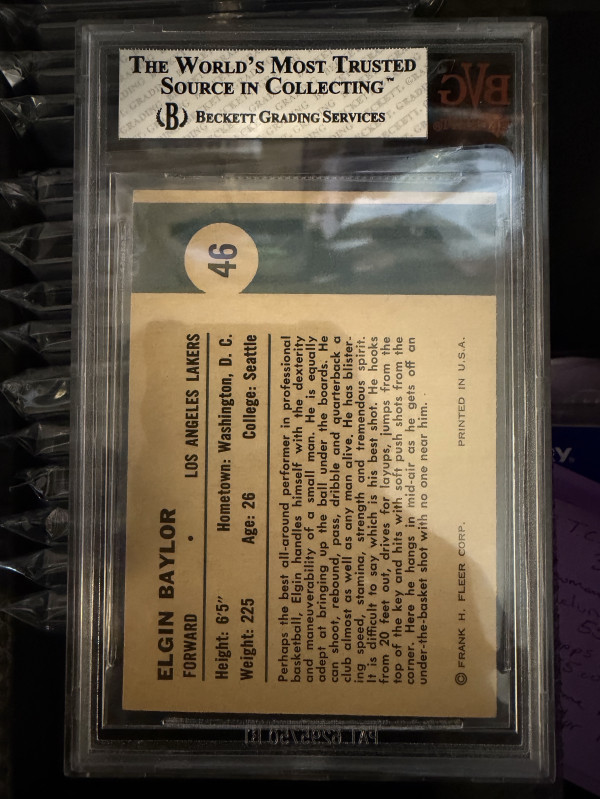 THE WORLD'S MOST TRUSTED
SOURCE IN COLLECTING™
(B) BECKETT GRADING SERVICES
BVG
46
ELGIN BAYLOR
FORWARD • LOS ANGELES LAKERS
Height: 6'5" Hometown: Washington, D. C.
Weight: 225 Age: 26 College: Seattle
Perhaps the best all-around performer in professional
basketball, Elgin handles himself with the dexterity
and maneuverability of a small man. He is equally
adept at bringing up the ball under the boards. He
can shoot, rebound, pass, dribble and quarterback a
club almost as well as any man alive. He has blister-
ing speed, stamina, strength and tremendous spirit.
It is difficult to say which is his best shot. He hooks
from 20 feet out, drives for layups, jumps from the
top of the key and hits with soft push shots from the
corner. Here he hangs in mid-air as he gets off an
under-the-basket shot with no one near him.
© FRANK H. FLEER CORP. PRINTED IN U.S.A.